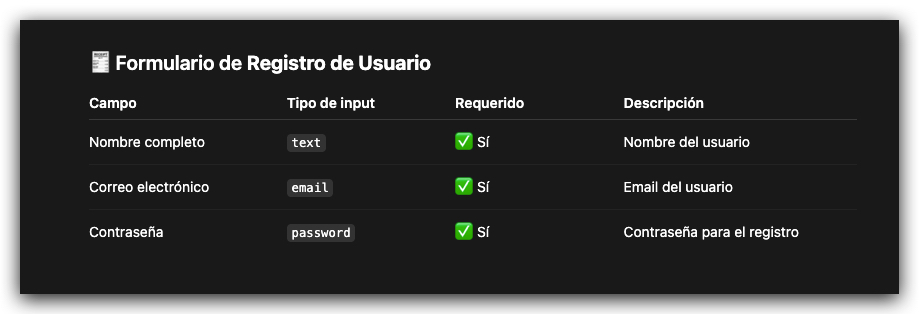 🧾 Formulario de Registro de Usuario
Campo Tipo de input Requerido Descripción
Nombre completo text ✅ Sí Nombre del usuario
Correo electrónico email ✅ Sí Email del usuario
Contraseña password ✅ Sí Contraseña para el registro